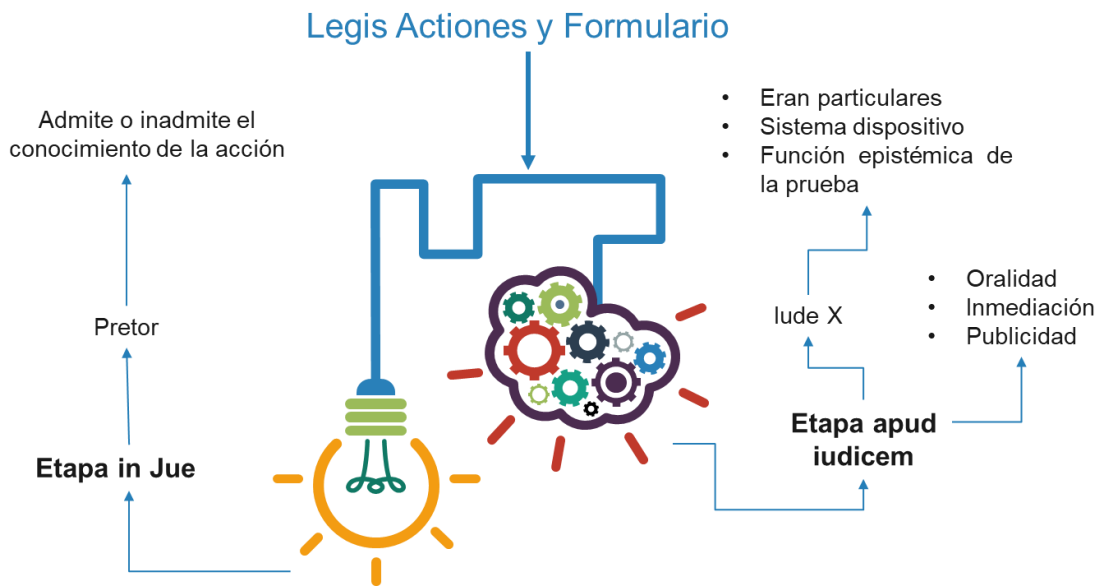 Legis Actiones y Formulario
Admite o inadmite el
conocimiento de la acción
Pretor
Etapa in Jue
• Eran particulares
• Sistema dispositivo
• Función epistémica de
la prueba
Iude X
• Oralidad
• Inmediación
• Publicidad
Etapa apud
iudicem